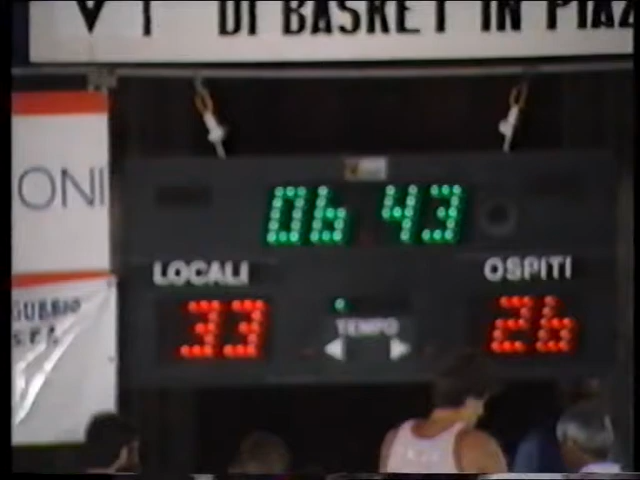 DI BASKET IN PIAZ
ONI
06 43
LOCALI
OSPITI
GUBBIO
S.P.A.
33
TEMPO
26